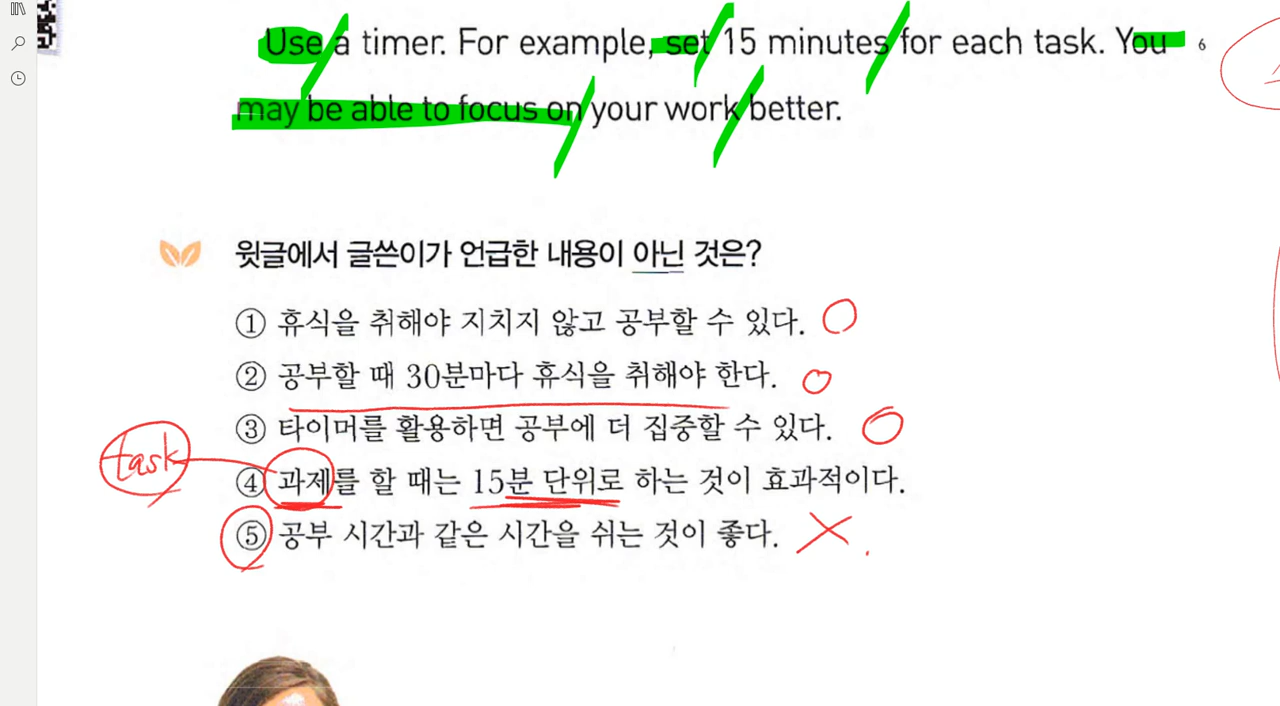 Use a timer. For example, set 15 minutes for each task. You 6
may be able to focus on your work better.
윗글에서 글쓴이가 언급한 내용이 아닌 것은?
① 휴식을 취해야 지치지 않고 공부할 수 있다.
② 공부할 때 30분마다 휴식을 취해야 한다.
③ 타이머를 활용하면 공부에 더 집중할 수 있다.
task
④ 과제를 할 때는 15분 단위로 하는 것이 효과적이다.
⑤ 공부 시간과 같은 시간을 쉬는 것이 좋다.